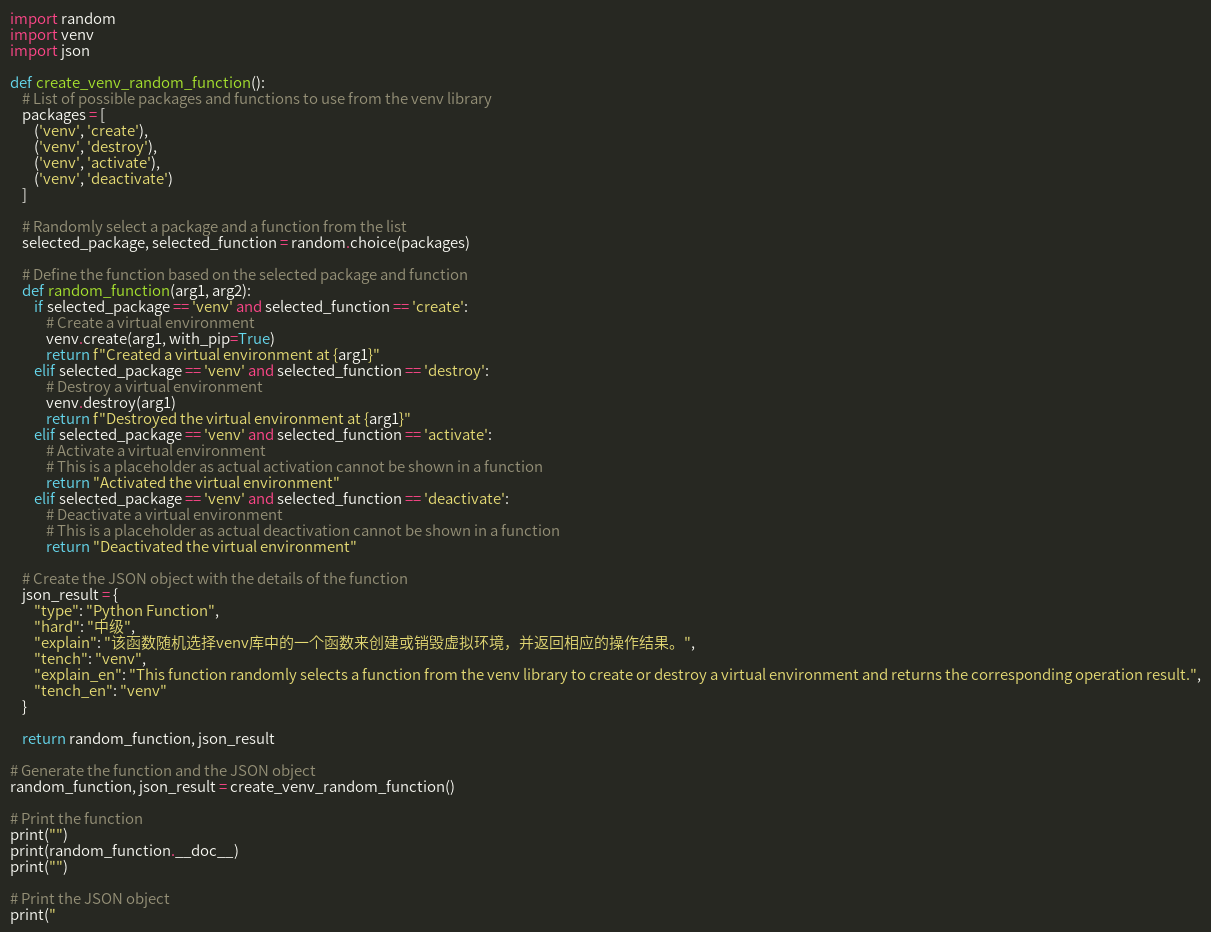 import random
import venv
import json

def create_venv_random_function():
    # List of possible packages and functions to use from the venv library
    packages = [
        ('venv', 'create'),
        ('venv', 'destroy'),
        ('venv', 'activate'),
        ('venv', 'deactivate')
    ]

    # Randomly select a package and a function from the list
    selected_package, selected_function = random.choice(packages)

    # Define the function based on the selected package and function
    def random_function(arg1, arg2):
        if selected_package == 'venv' and selected_function == 'create':
            # Create a virtual environment
            venv.create(arg1, with_pip=True)
            return f"Created a virtual environment at {arg1}"
        elif selected_package == 'venv' and selected_function == 'destroy':
            # Destroy a virtual environment
            venv.destroy(arg1)
            return f"Destroyed the virtual environment at {arg1}"
        elif selected_package == 'venv' and selected_function == 'activate':
            # Activate a virtual environment
            # This is a placeholder as actual activation cannot be shown in a function
            return "Activated the virtual environment"
        elif selected_package == 'venv' and selected_function == 'deactivate':
            # Deactivate a virtual environment
            # This is a placeholder as actual deactivation cannot be shown in a function
            return "Deactivated the virtual environment"

    # Create the JSON object with the details of the function
    json_result = {
        "type": "Python Function",
        "hard": "中级",
        "explain": "该函数随机选择venv库中的一个函数来创建或销毁虚拟环境，并返回相应的操作结果。",
        "tench": "venv",
        "explain_en": "This function randomly selects a function from the venv library to create or destroy a virtual environment and returns the corresponding operation result.",
        "tench_en": "venv"
    }

    return random_function, json_result

# Generate the function and the JSON object
random_function, json_result = create_venv_random_function()

# Print the function
print("")
print(random_function.__doc__)
print("")

# Print the JSON object
print("